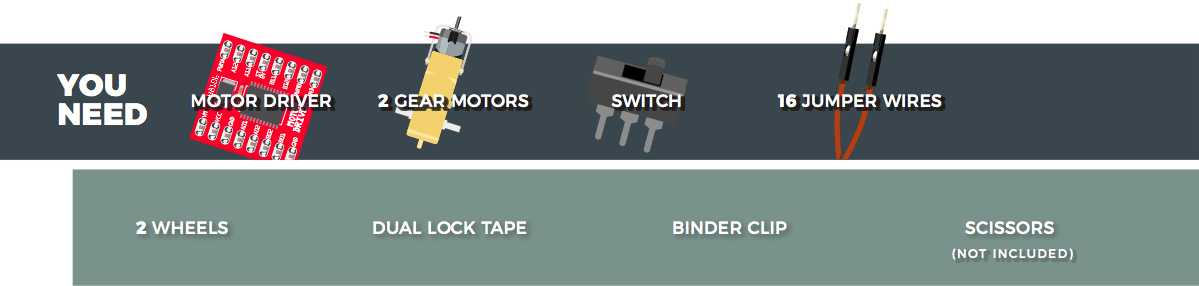 YOU
NEED
MOTOR DRIVER
2 GEAR MOTORS
SWITCH
16 JUMPER WIRES
2 WHEELS
DUAL LOCK TAPE
BINDER CLIP
SCISSORS
(NOT INCLUDED)